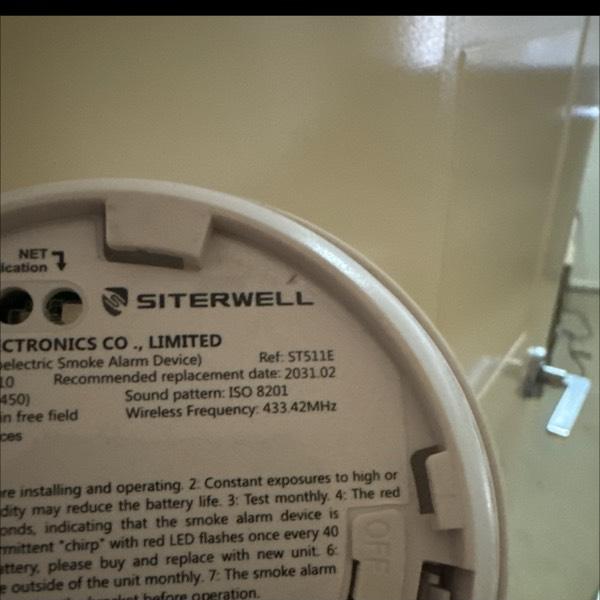 NET
ication
SITERWELL
CTRONICS CO ., LIMITED
electric Smoke Alarm Device) Ref: ST511E
10 Recommended replacement date: 2031.02
450) Sound pattern: ISO 8201
in free field Wireless Frequency: 433.42MHz
ces
re installing and operating. 2: Constant exposures to high or
dity may reduce the battery life. 3: Test monthly. 4: The red
onds, indicating that the smoke alarm device is
rmittent "chirp" with red LED flashes once every 40
attery, please buy and replace with new unit. 6:
e outside of the unit monthly. 7: The smoke alarm
before operation.
OFF